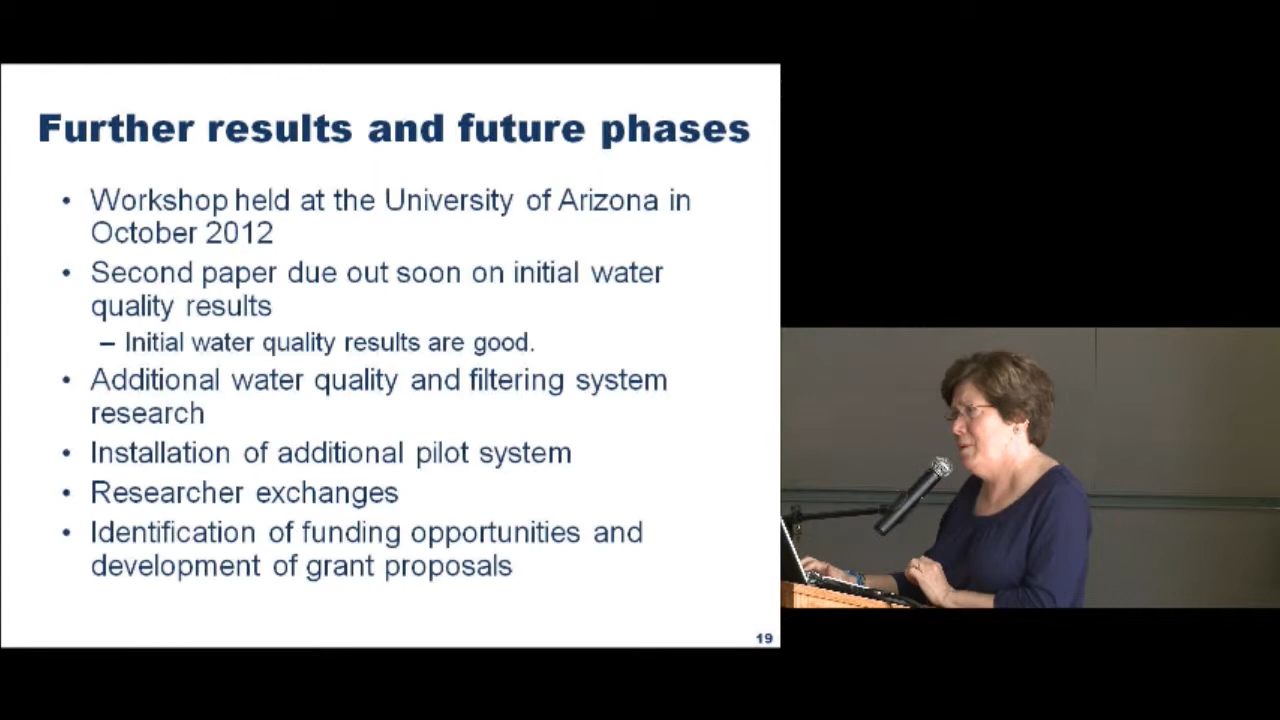 Further results and future phases
• Workshop held at the University of Arizona in
October 2012
• Second paper due out soon on initial water
quality results
– Initial water quality results are good.
• Additional water quality and filtering system
research
• Installation of additional pilot system
• Researcher exchanges
• Identification of funding opportunities and
development of grant proposals
19